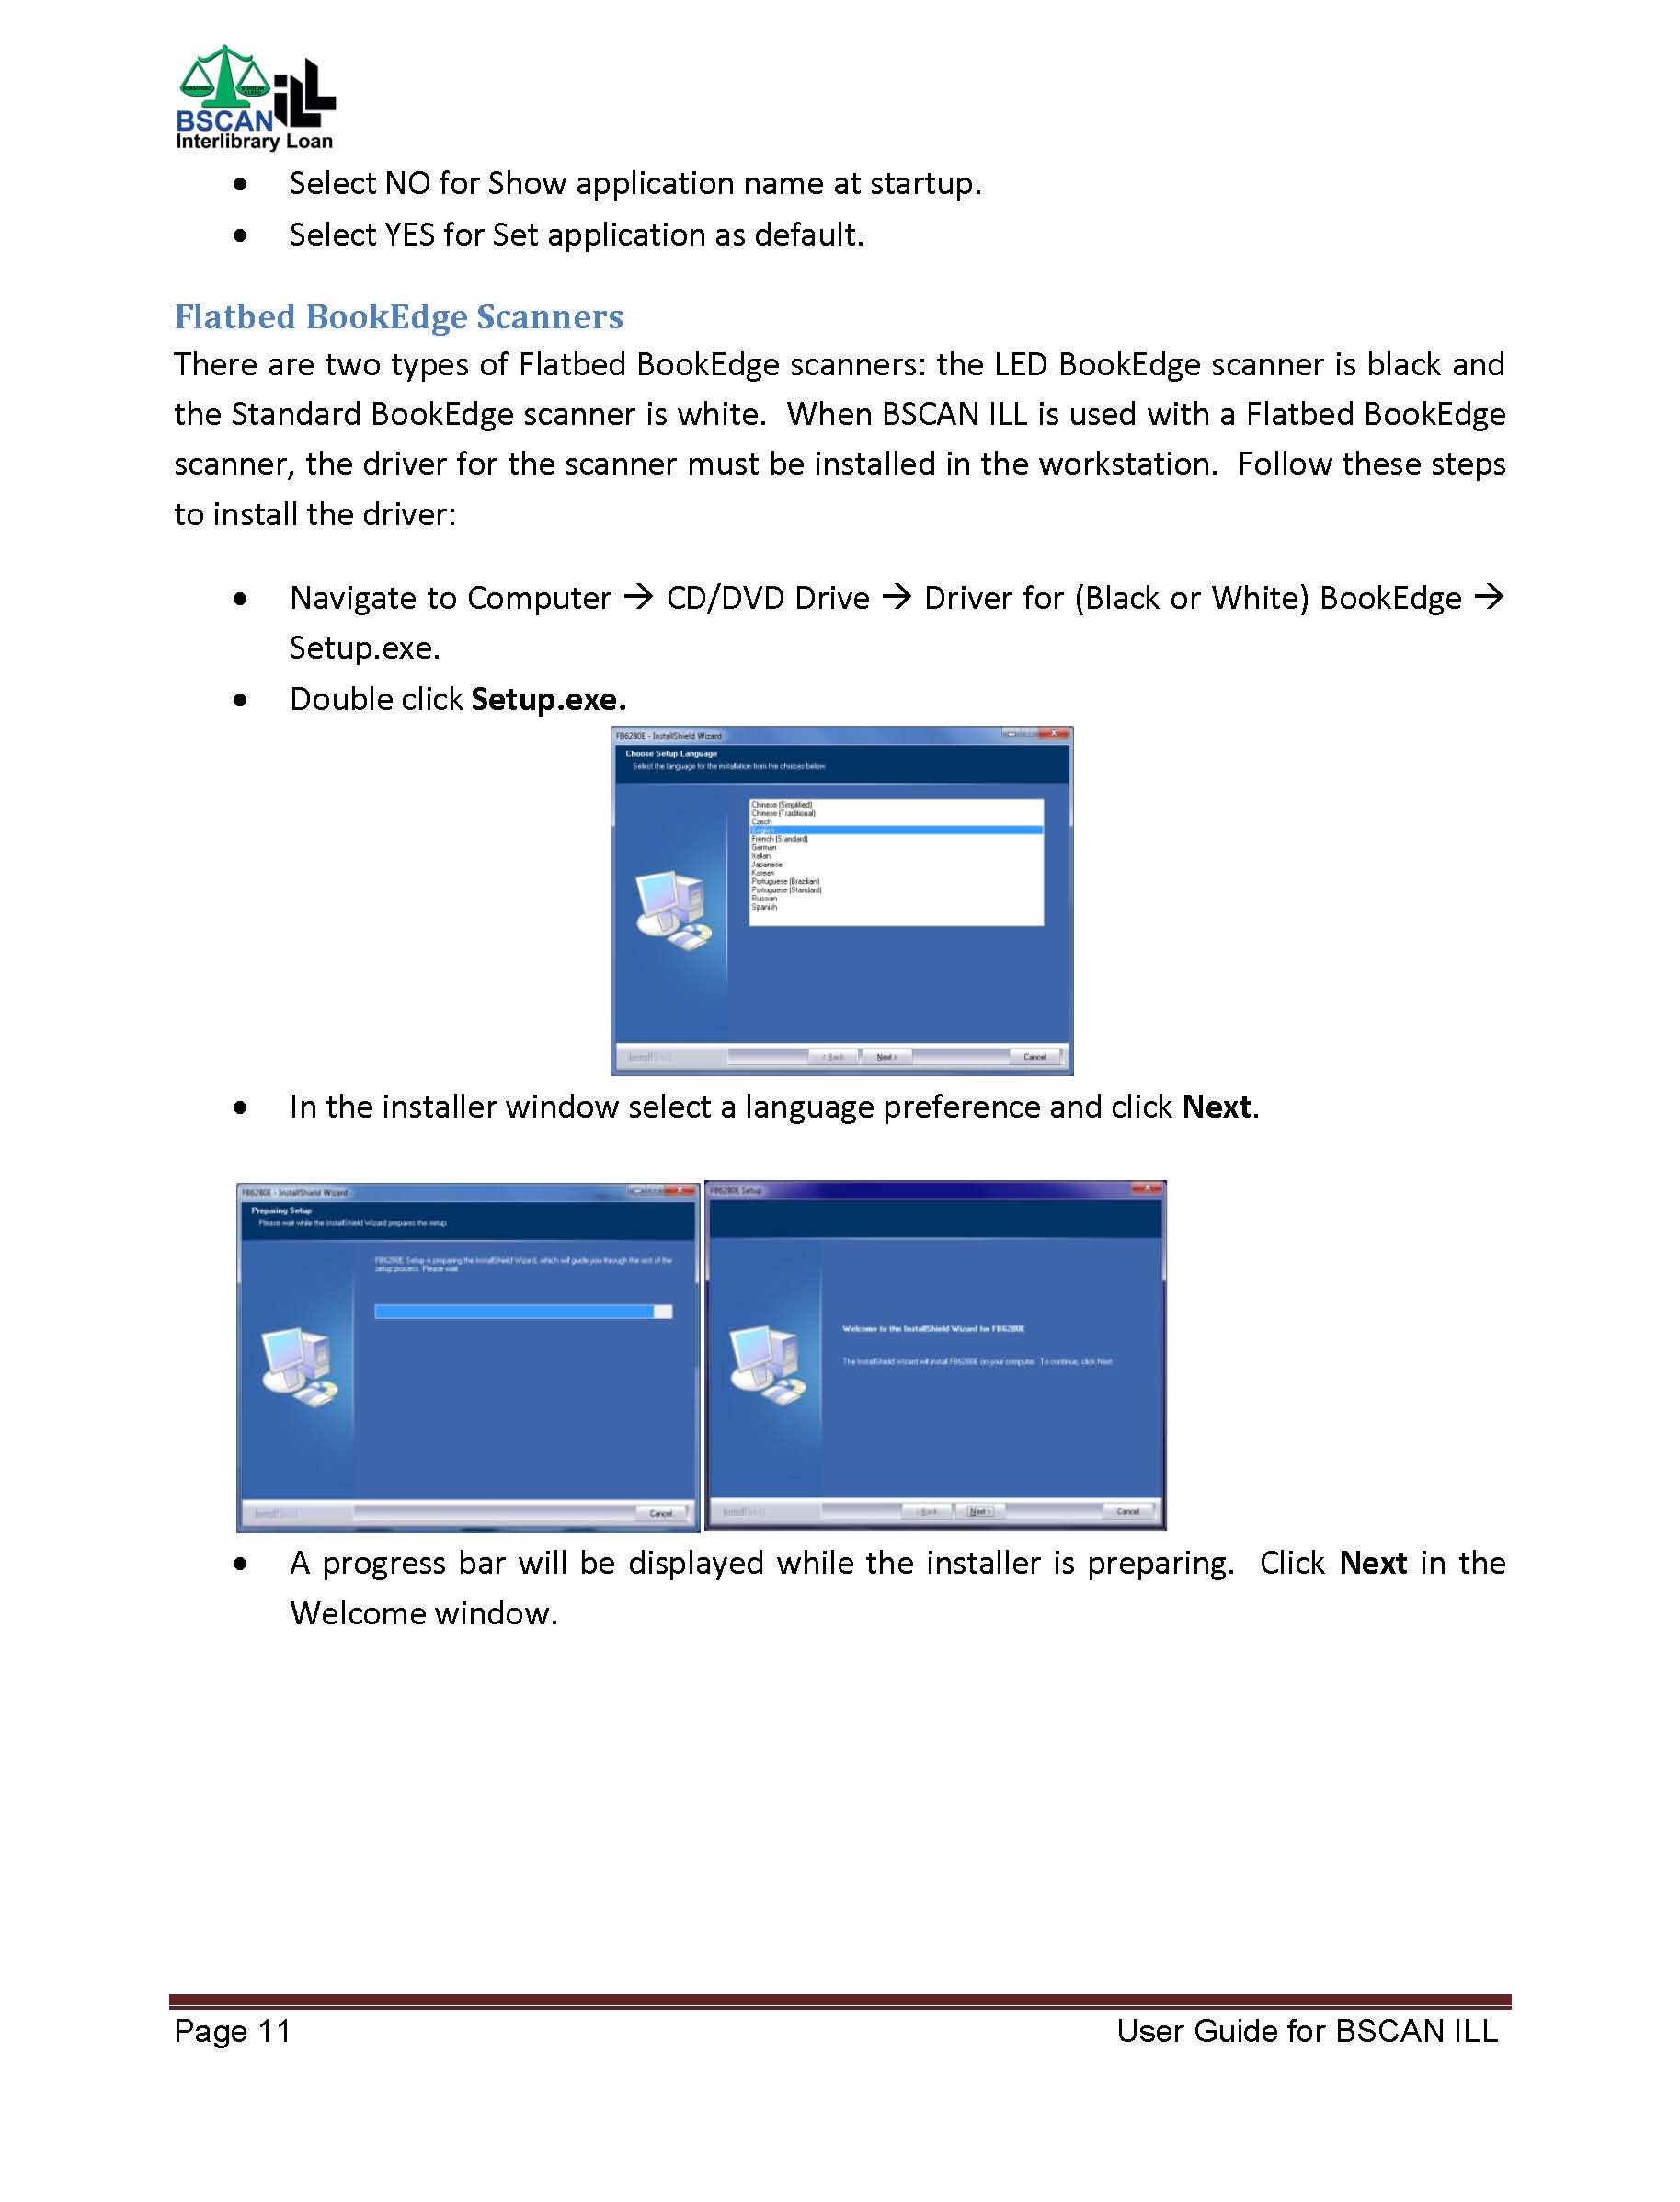 BSCAN ILL
Interlibrary Loan
• Select NO for Show application name at startup.
• Select YES for Set application as default.
Flatbed BookEdge Scanners
There are two types of Flatbed BookEdge scanners: the LED BookEdge scanner is black and
the Standard BookEdge scanner is white. When BSCAN ILL is used with a Flatbed BookEdge
scanner, the driver for the scanner must be installed in the workstation. Follow these steps
to install the driver:
• Navigate to Computer → CD/DVD Drive → Driver for (Black or White) BookEdge →
Setup.exe.
• Double click Setup.exe.
FB6280E - InstallShield Wizard
Choose Setup Language
Select the language for the installation from the choices below.
Chinese (Simplified)
Chinese (Traditional)
Czech
English
French (Standard)
German
Italian
Japanese
Korean
Portuguese (Brazilian)
Portuguese (Standard)
Russian
Spanish
< Back Next > Cancel
• In the installer window select a language preference and click Next.
FB6280E - InstallShield Wizard
Preparing Setup
Please wait while the InstallShield Wizard prepares the setup.
FB6280E Setup is preparing the InstallShield Wizard, which will guide you through the rest of the
setup process. Please wait.
Cancel
FB6280E Setup
Welcome to the InstallShield Wizard for FB6280E
The InstallShield Wizard will install FB6280E on your computer. To continue, click Next.
< Back Next > Cancel
• A progress bar will be displayed while the installer is preparing. Click Next in the
Welcome window.
Page 11 User Guide for BSCAN ILL